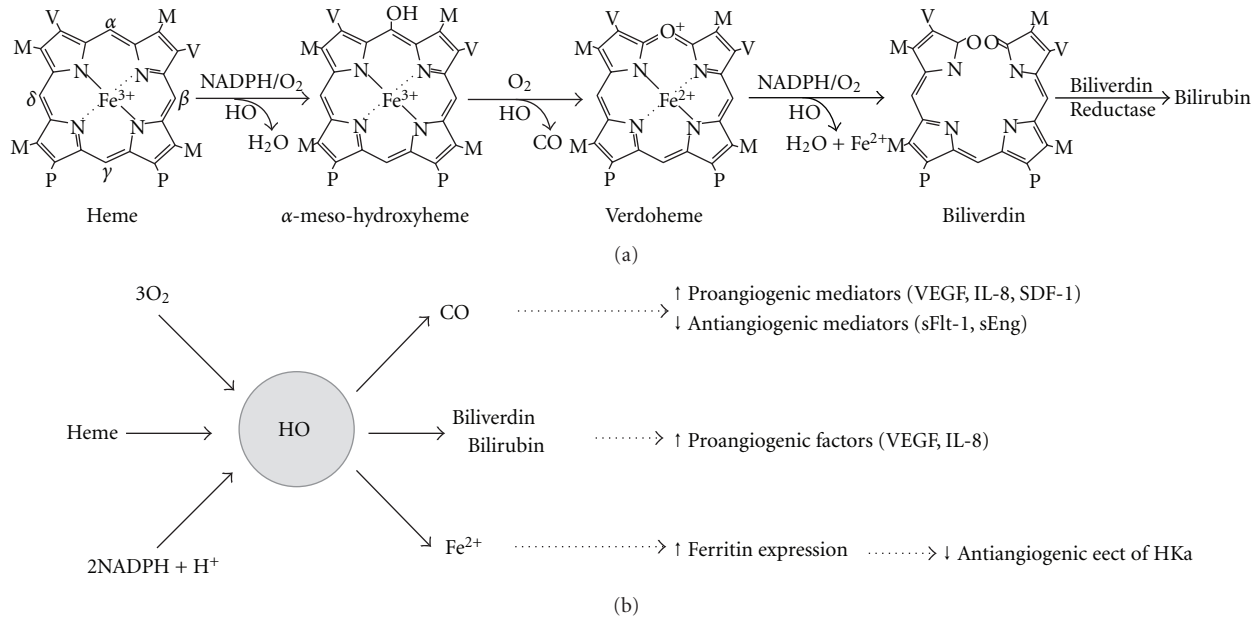 V α M
M V
N N
Fe³⁺
δ β
N N
M M
γ
P P
Heme
NADPH/O₂
HO
H₂O
OH
V M
M V
N N
Fe³⁺
N N
M M
P P
α-meso-hydroxyheme
O₂
HO
CO
V O⁺ M
M V
N N
Fe²⁺
N N
M M
P P
Verdoheme
NADPH/O₂
HO
H₂O + Fe²⁺
V M
O O
M V
N N
N N
M M
P P
Biliverdin
Biliverdin
Reductase
Bilirubin
(a)
3O₂
Heme
2NADPH + H⁺
HO
CO
↑ Proangiogenic mediators (VEGF, IL-8, SDF-1)
↓ Antiangiogenic mediators (sFlt-1, sEng)
Biliverdin
Bilirubin
↑ Proangiogenic factors (VEGF, IL-8)
Fe²⁺
↑ Ferritin expression
↓ Antiangiogenic eect of HKa
(b)